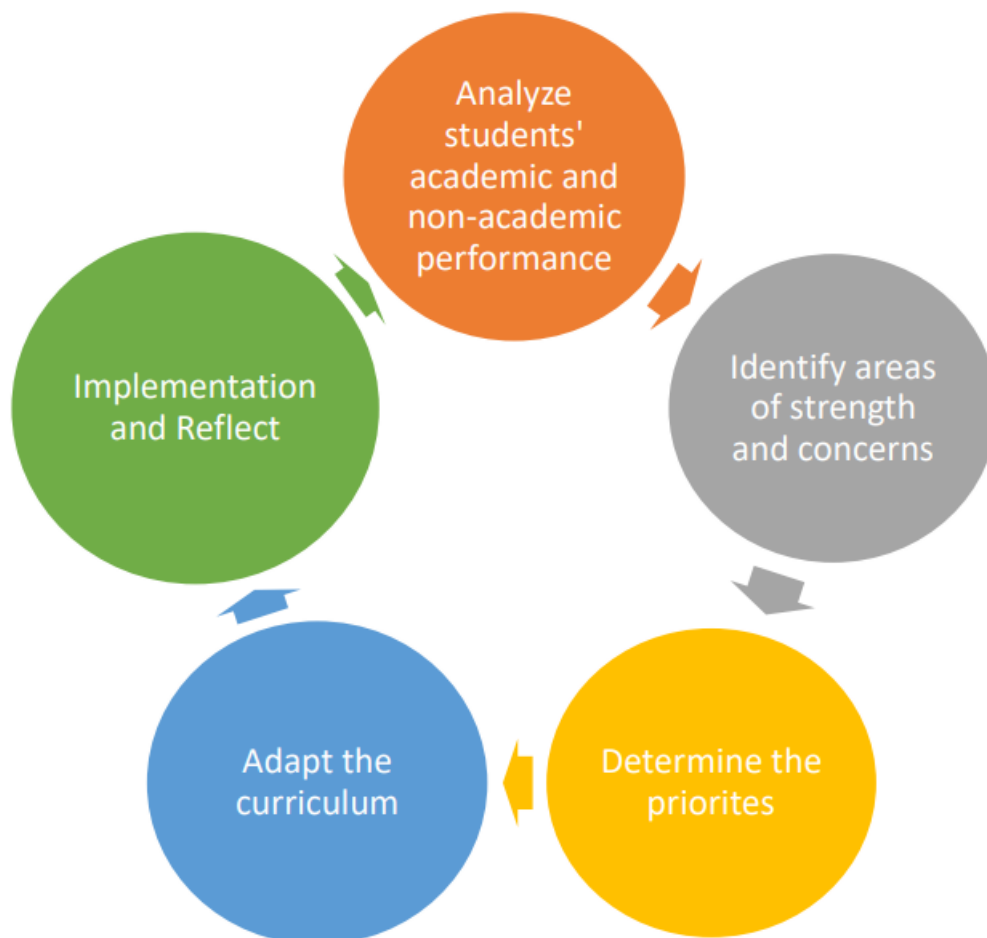 Analyze
students'
academic and
non-academic
performance
Identify areas
of strength
and concerns
Determine the
priorites
Adapt the
curriculum
Implementation
and Reflect